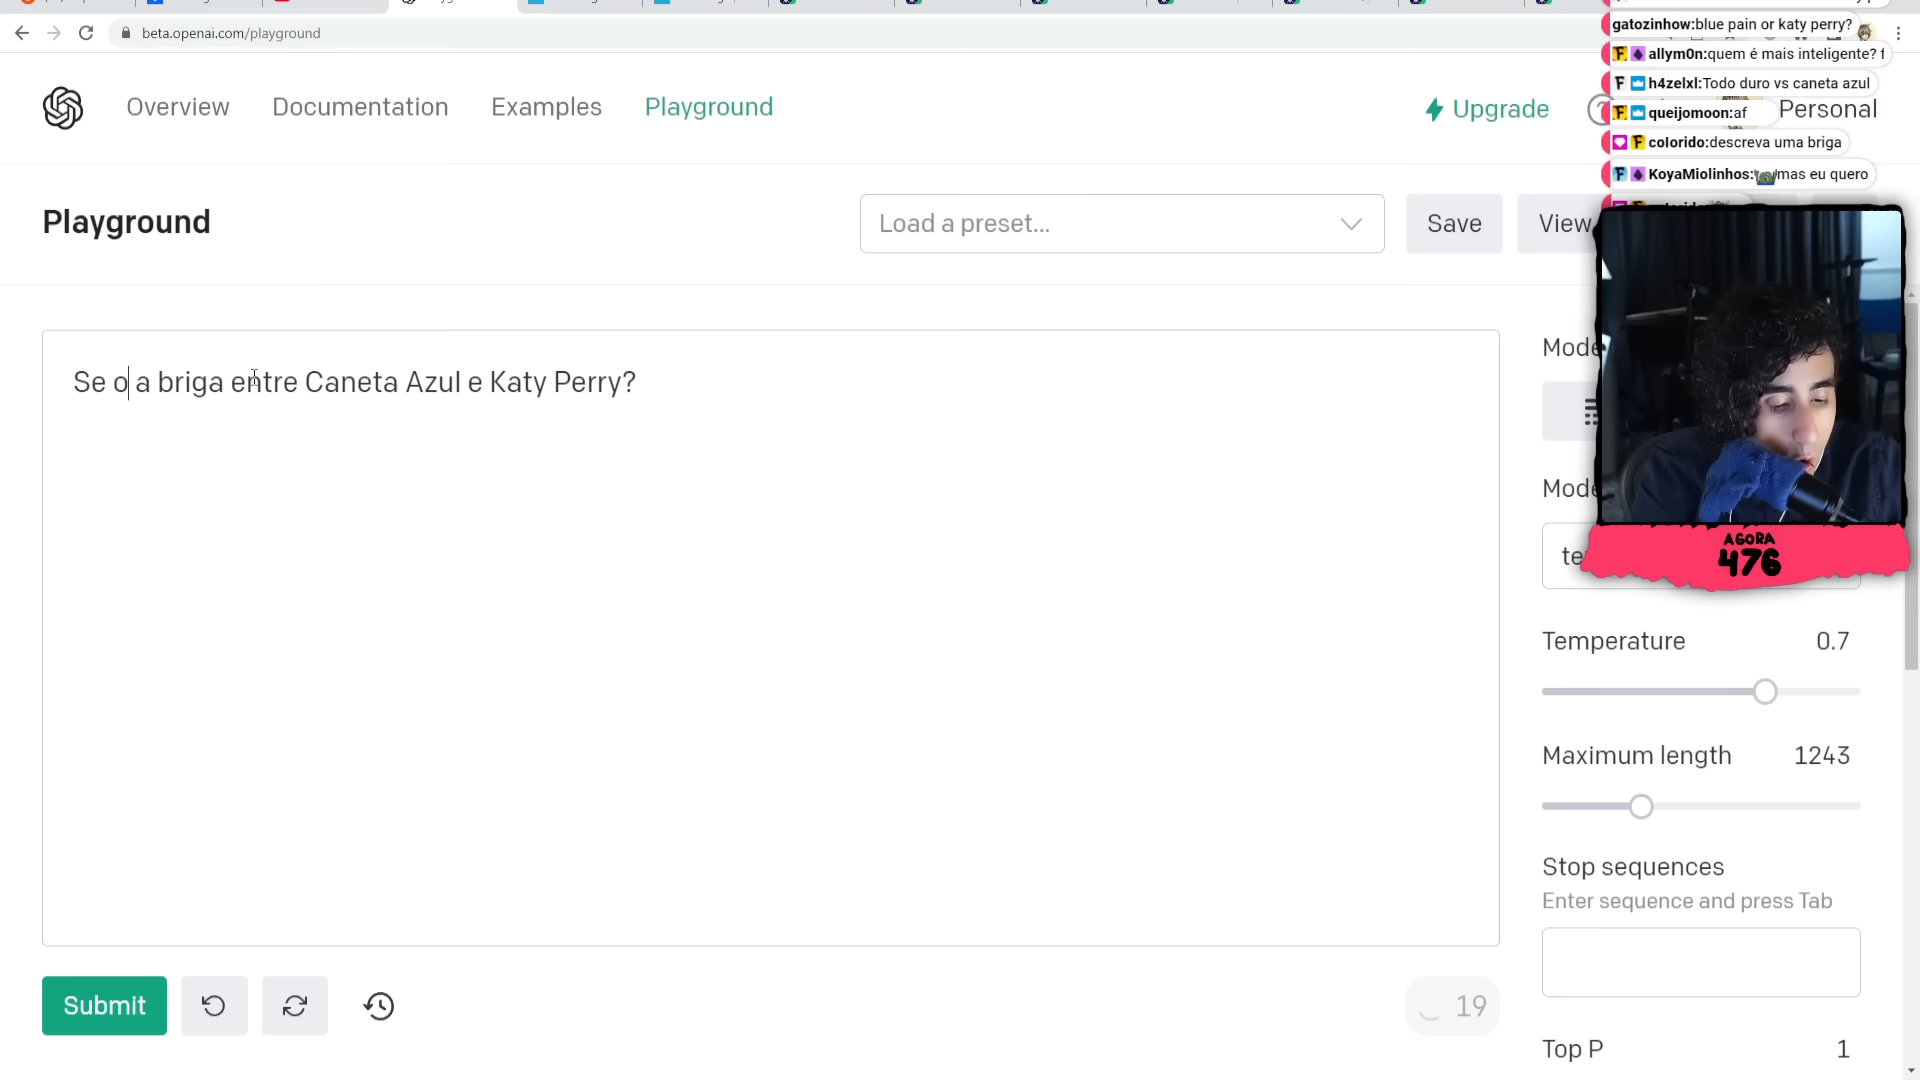 beta.openai.com/playground
gatozinhow:blue pain or katy perry?
allym0n:quem é mais inteligente? f
h4zelxl:Todo duro vs caneta azul
queijomoon:af
colorido:descreva uma briga
KoyaMiolinhos: mas eu quero
Overview
Documentation
Examples
Playground
Upgrade
Personal
Playground
Load a preset...
Save
View
Se o a briga entre Caneta Azul e Katy Perry?
Mode
Mode
te
AGORA
476
Temperature 0.7
Maximum length 1243
Stop sequences
Enter sequence and press Tab
Submit
19
Top P 1